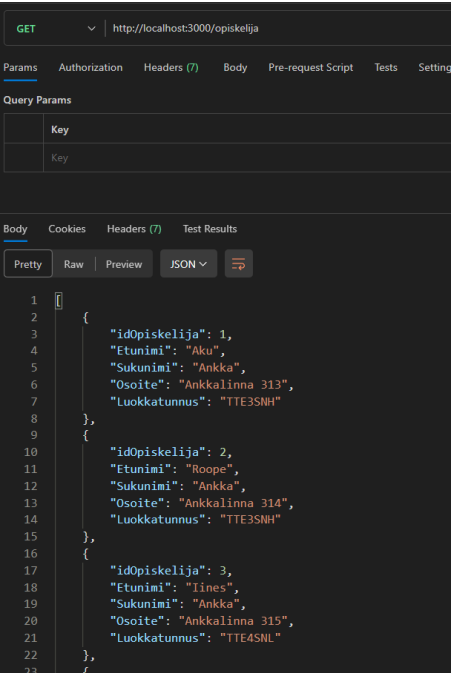 GET http://localhost:3000/opiskelija
Params Authorization Headers (7) Body Pre-request Script Tests Setting
Query Params
Key
Key
Body Cookies Headers (7) Test Results
Pretty Raw Preview JSON
1 [
2 {
3 "idOpiskelija": 1,
4 "Etunimi": "Aku",
5 "Sukunimi": "Ankka",
6 "Osoite": "Ankkalinna 313",
7 "Luokkatunnus": "TTE3SNH"
8 },
9 {
10 "idOpiskelija": 2,
11 "Etunimi": "Roope",
12 "Sukunimi": "Ankka",
13 "Osoite": "Ankkalinna 314",
14 "Luokkatunnus": "TTE3SNH"
15 },
16 {
17 "idOpiskelija": 3,
18 "Etunimi": "Iines",
19 "Sukunimi": "Ankka",
20 "Osoite": "Ankkalinna 315",
21 "Luokkatunnus": "TTE4SNL"
22 },
23 {